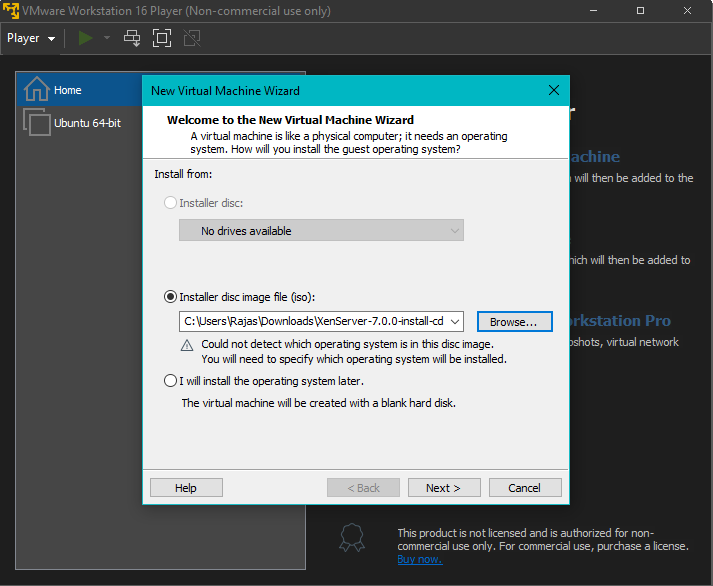 VMware Workstation 16 Player (Non-commercial use only)
Player
Home
Ubuntu 64-bit
New Virtual Machine Wizard
Welcome to the New Virtual Machine Wizard
A virtual machine is like a physical computer; it needs an operating
system. How will you install the guest operating system?
Install from:
Installer disc:
No drives available
Installer disc image file (iso):
C:\Users\Rajas\Downloads\XenServer-7.0.0-install-cd
Browse...
Could not detect which operating system is in this disc image.
You will need to specify which operating system will be installed.
I will install the operating system later.
The virtual machine will be created with a blank hard disk.
Help
< Back
Next >
Cancel
will then be added to the
which will then be added to
Workstation Pro
shots, virtual network
This product is not licensed and is authorized for non-
commercial use only. For commercial use, purchase a license.
Buy now.